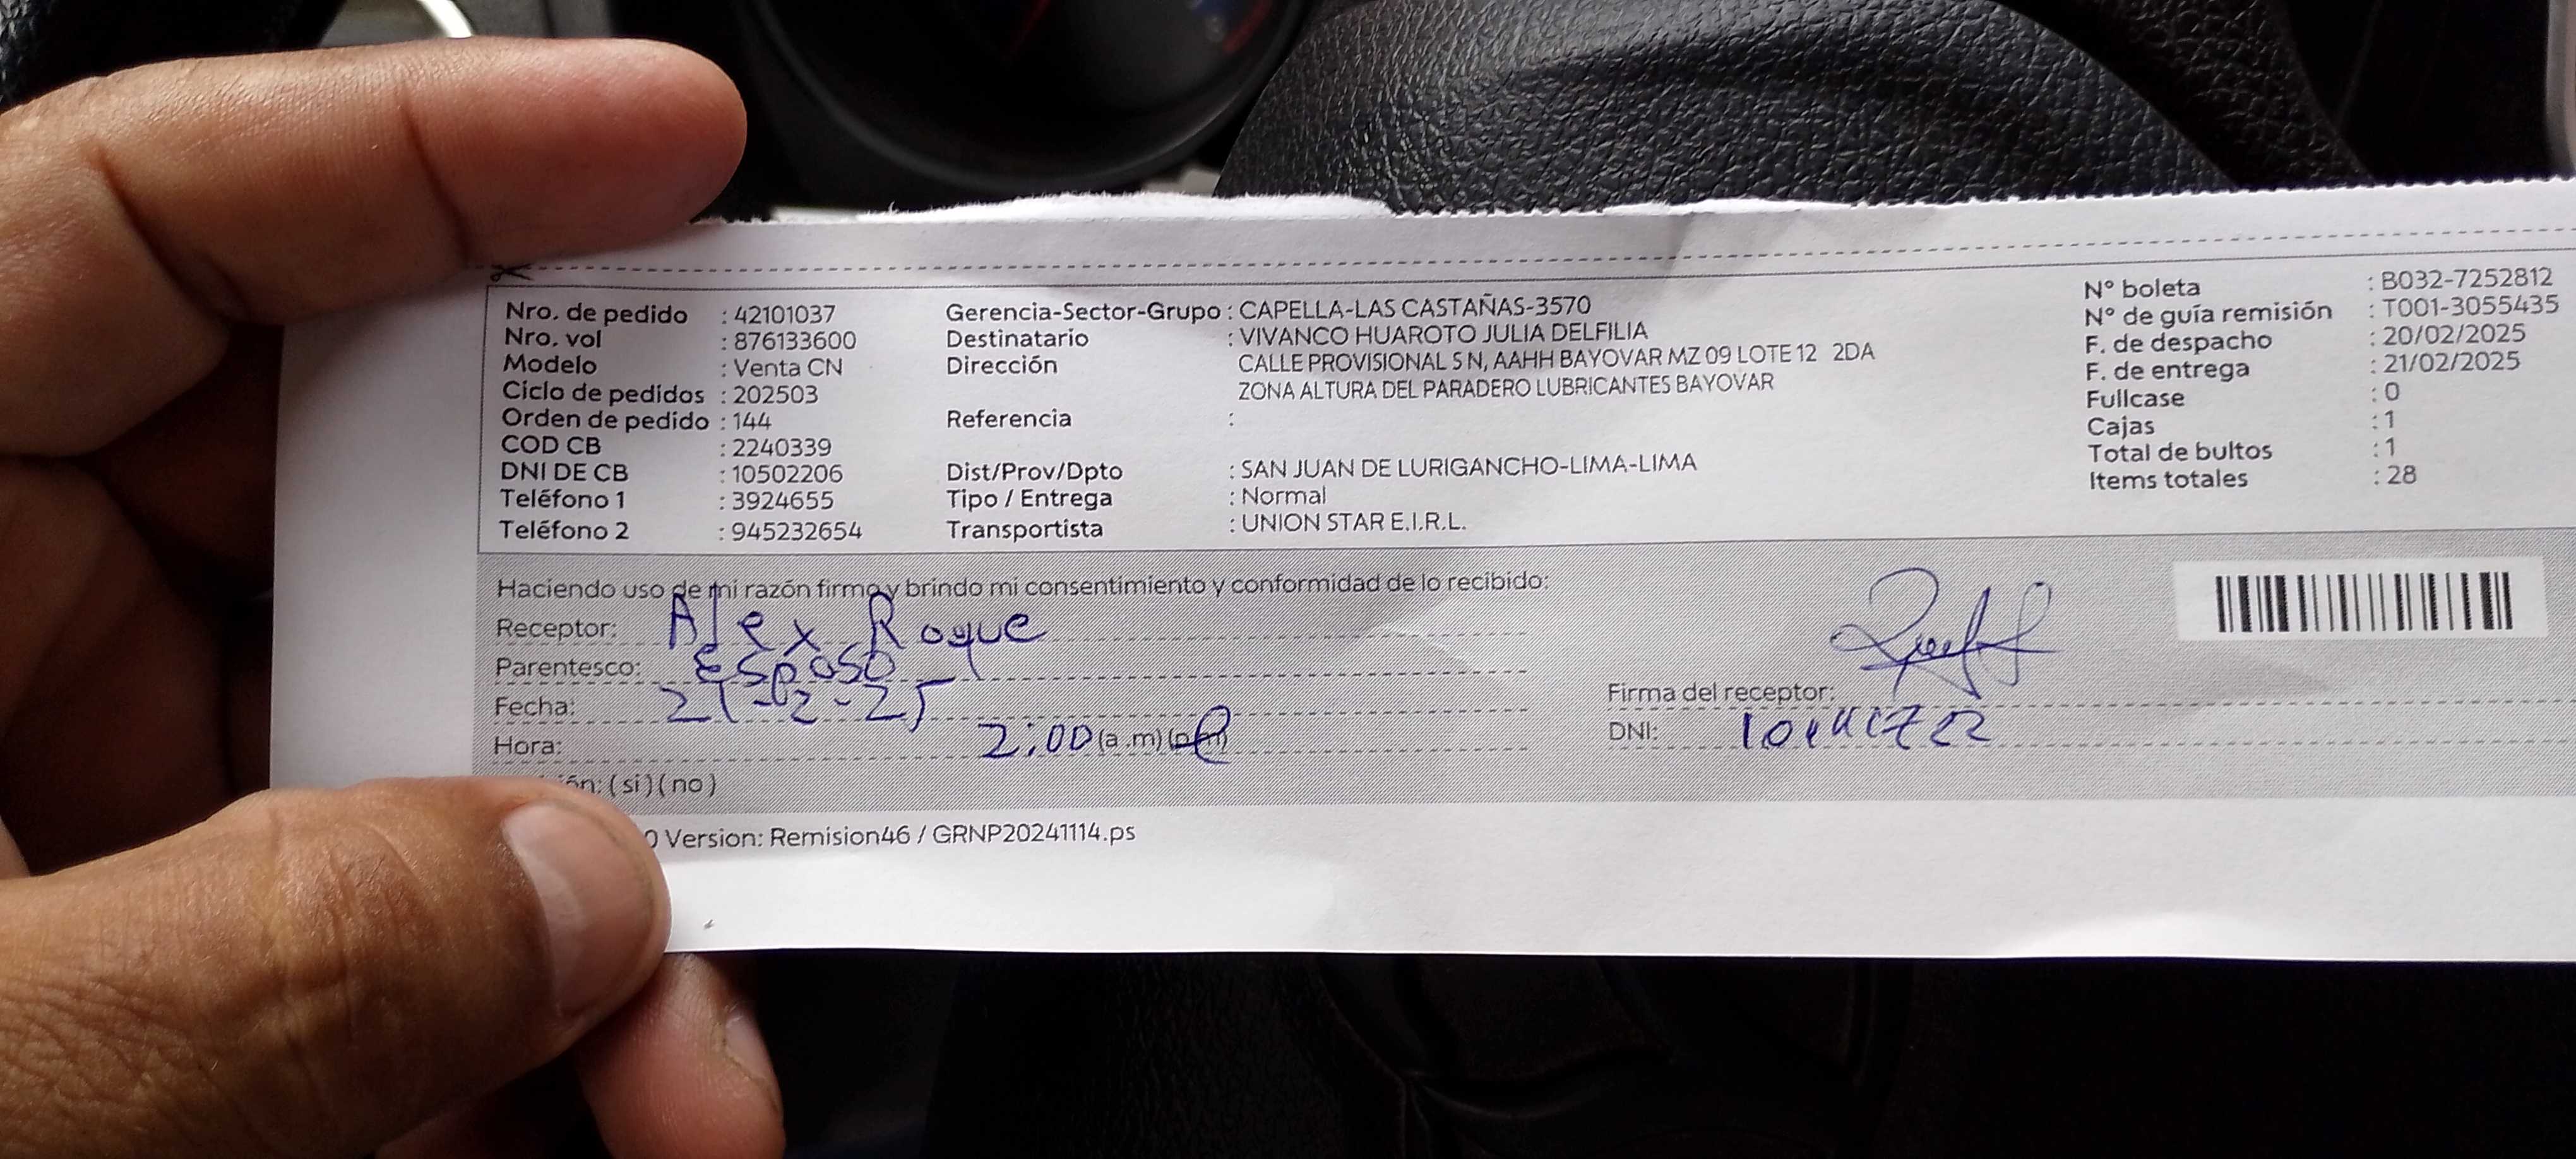 Nro. de pedido : 42101037
Nro. vol : 876133600
Modelo : Venta CN
Ciclo de pedidos : 202503
Orden de pedido : 144
COD CB : 2240339
DNI DE CB : 10502206
Teléfono 1 : 3924655
Teléfono 2 : 945232654
Gerencia-Sector-Grupo : CAPELLA-LAS CASTAÑAS-3570
Destinatario : VIVANCO HUAROTO JULIA DELFILIA
Dirección CALLE PROVISIONAL S N, AAHH BAYOVAR MZ 09 LOTE 12 2DA
ZONA ALTURA DEL PARADERO LUBRICANTES BAYOVAR
Referencia :
Dist/Prov/Dpto : SAN JUAN DE LURIGANCHO-LIMA-LIMA
Tipo / Entrega : Normal
Transportista : UNION STAR E.I.R.L.
N° boleta : B032-7252812
N° de guía remisión : T001-3055435
F. de despacho : 20/02/2025
F. de entrega : 21/02/2025
Fullcase : 0
Cajas : 1
Total de bultos : 1
Items totales : 28
Haciendo uso de mi razón firmo y brindo mi consentimiento y conformidad de lo recibido:
Receptor: Alex Roque
Parentesco: Esposo
Fecha: 21-02-25
Hora: 2:00 (a.m) (p.m)
(si) (no)
Firma del receptor:
DNI:
0 Version: Remision46 / GRNP20241114.ps